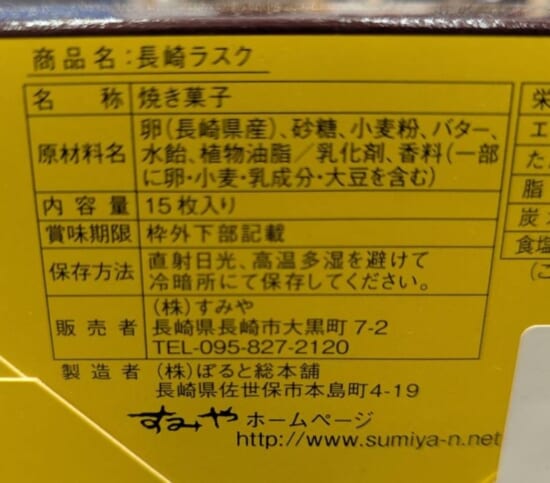 商品名:長崎ラスク
名称 焼き菓子
原材料名 卵(長崎県産)、砂糖、小麦粉、バター、
水飴、植物油脂/乳化剤、香料(一部
に卵・小麦・乳成分・大豆を含む)
内容量 15枚入り
賞味期限 枠外下部記載
保存方法 直射日光、高温多湿を避けて
冷暗所にて保存してください。
販売者 (株)すみや
長崎県長崎市大黒町7-2
TEL-095-827-2120
製造者 (株)ぽると総本舗
長崎県佐世保市本島町4-19
すみや ホームページ
http://www.sumiya-n.net
栄
エ
た
脂
炭
食塩
(こ